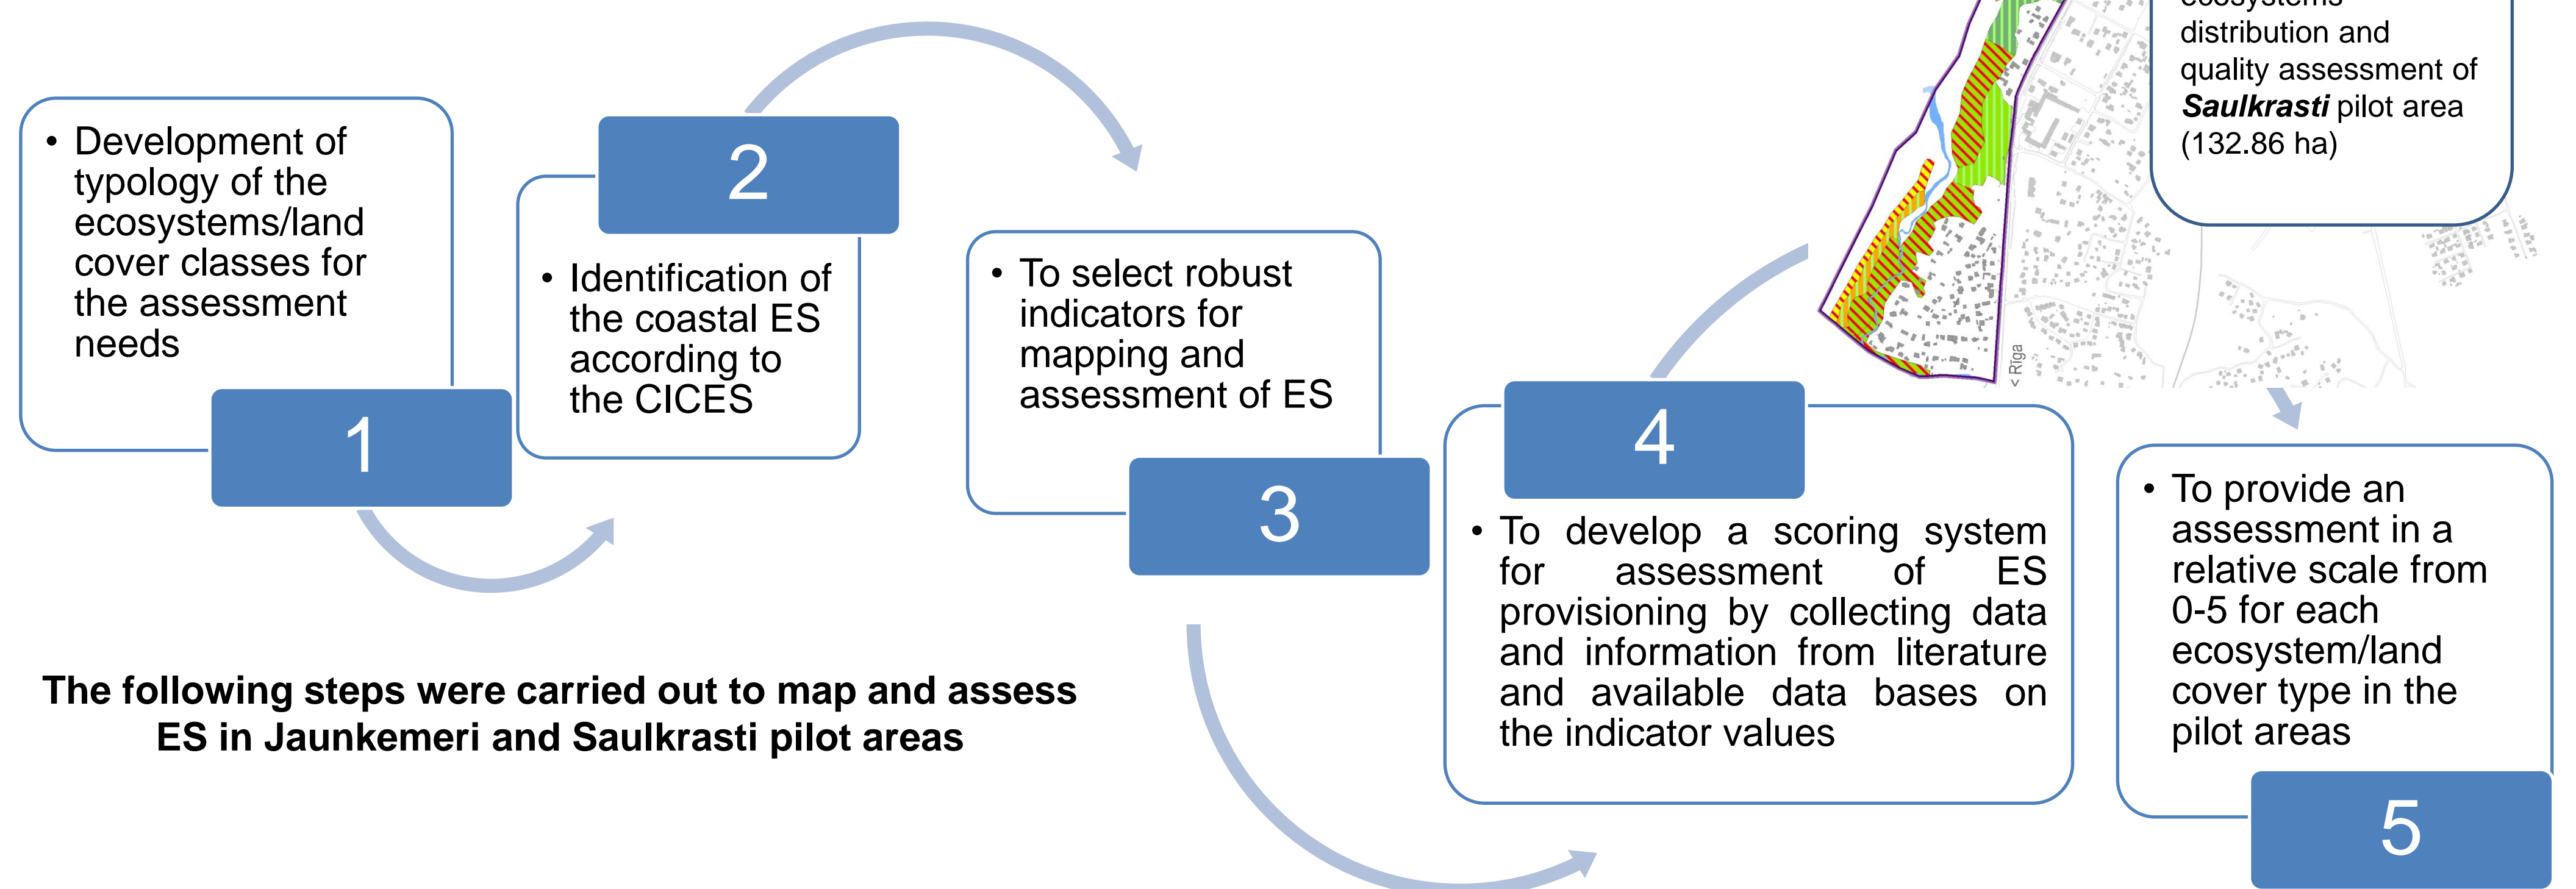 ecosystems
distribution and
quality assessment of
Saulkrasti pilot area
(132.86 ha)
< Rīga
• Development of
typology of the
ecosystems/land
cover classes for
the assessment
needs
1
2
• Identification of
the coastal ES
according to
the CICES
• To select robust
indicators for
mapping and
assessment of ES
3
4
• To develop a scoring system
for assessment of ES
provisioning by collecting data
and information from literature
and available data bases on
the indicator values
• To provide an
assessment in a
relative scale from
0-5 for each
ecosystem/land
cover type in the
pilot areas
5
The following steps were carried out to map and assess
ES in Jaunkemeri and Saulkrasti pilot areas